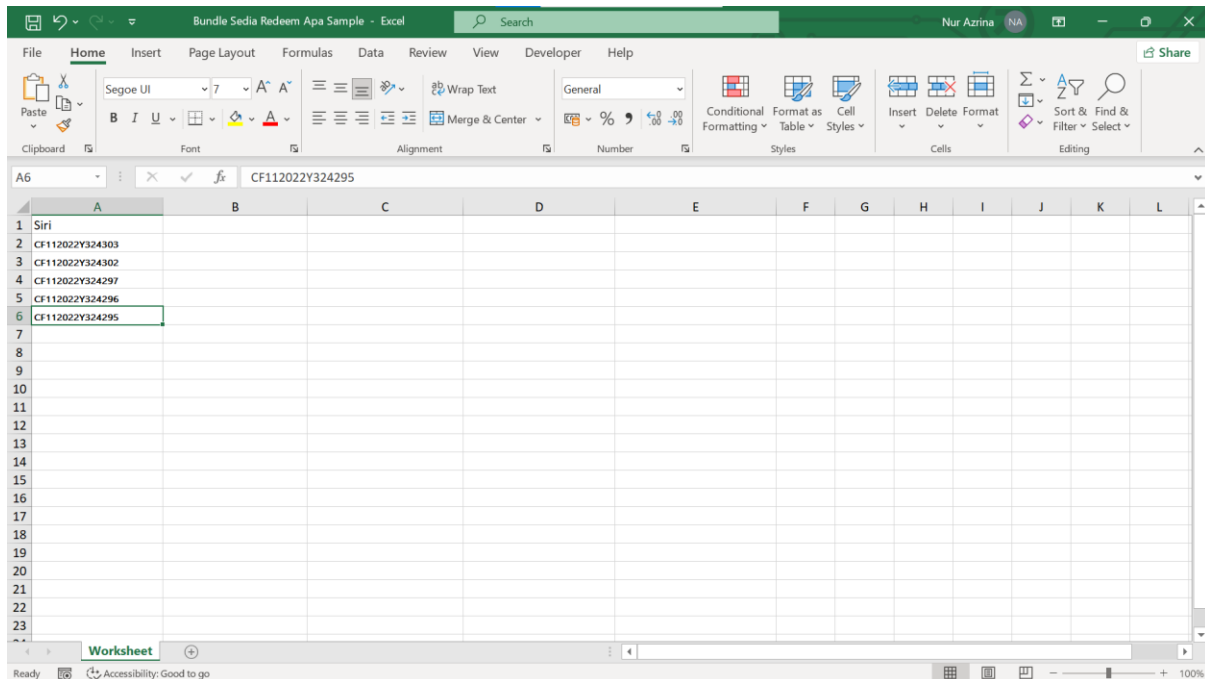 Bundle Sedia Redeem Apa Sample - Excel
Search
Nur Azrina NA
File Home Insert Page Layout Formulas Data Review View Developer Help
Share
Paste
Segoe UI 7 A^ A˅
B I U A
ab Wrap Text
Merge & Center
General
% 9 .00
Conditional Formatting
Format as Table
Cell Styles
Insert Delete Format
Sort & Filter
Find & Select
Clipboard Font Alignment Number Styles Cells Editing
A6 fx CF112022Y324295
A B C D E F G H I J K L
1 Siri
2 CF112022Y324303
3 CF112022Y324302
4 CF112022Y324297
5 CF112022Y324296
6 CF112022Y324295
7
8
9
10
11
12
13
14
15
16
17
18
19
20
21
22
23
Worksheet
Ready Accessibility: Good to go 100%